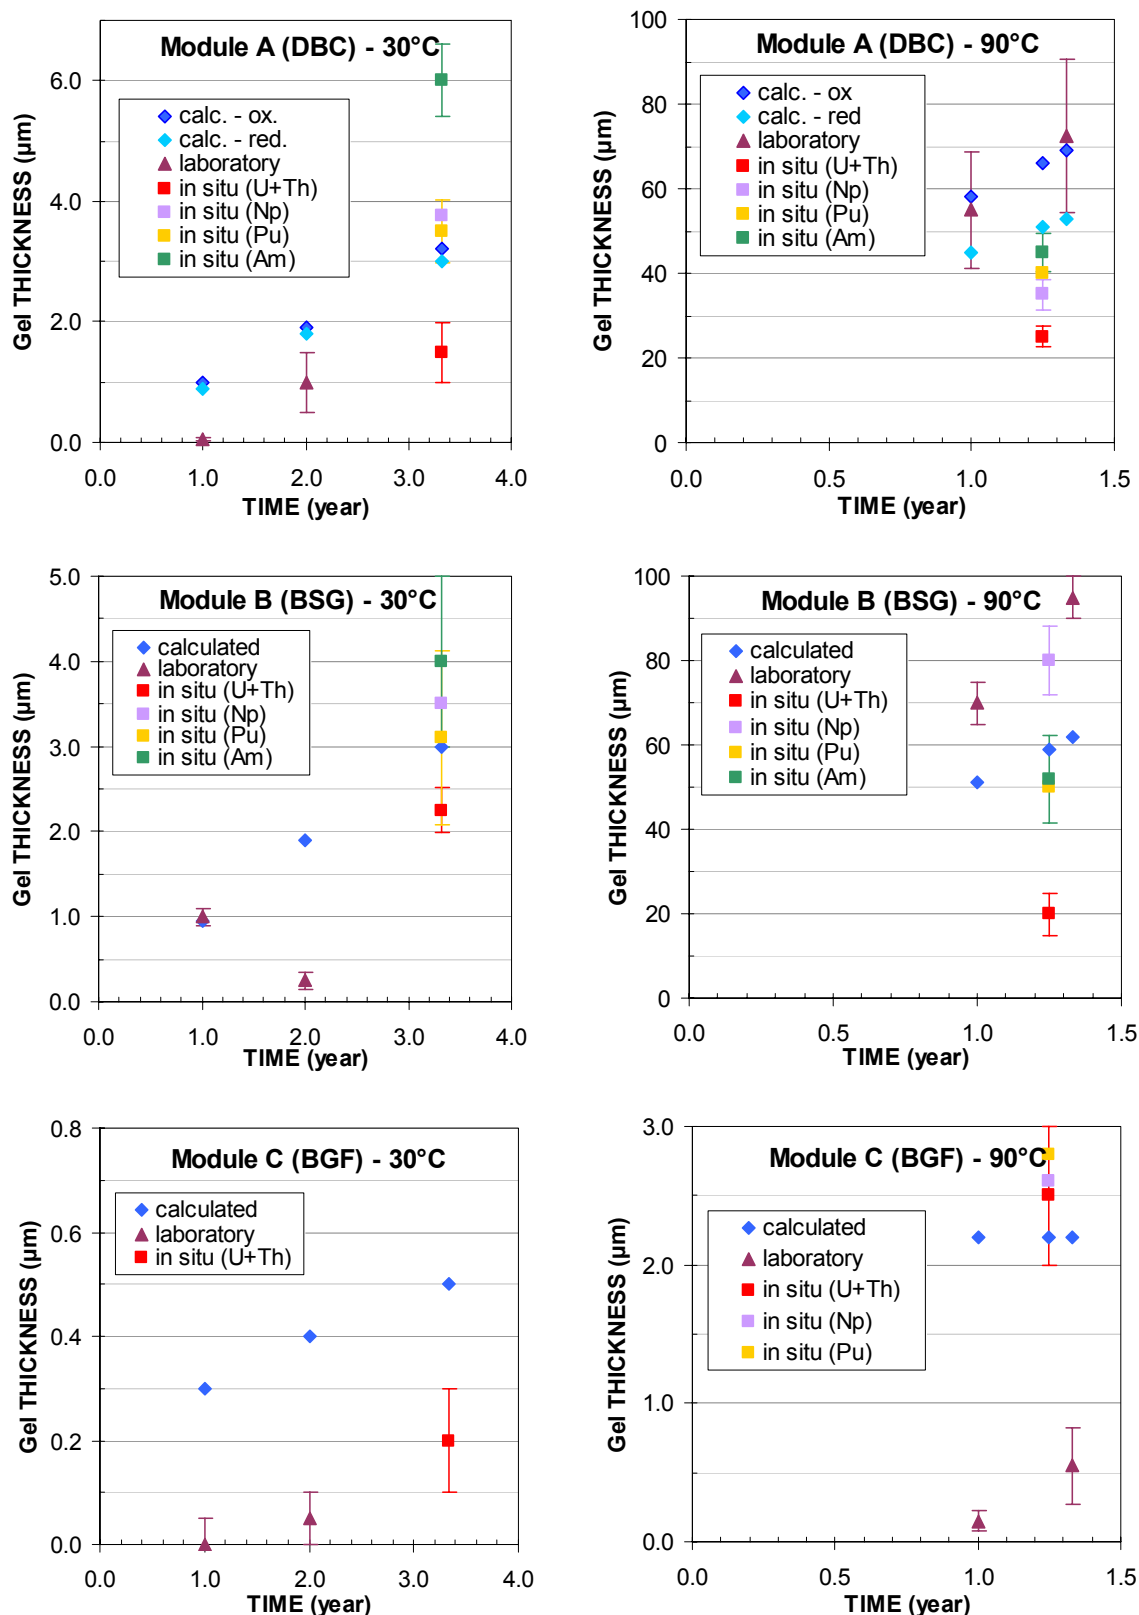 Module A (DBC) - 30°C
Gel THICKNESS (µm)
6.0
4.0
2.0
0.0
calc. - ox.
calc. - red.
laboratory
in situ (U+Th)
in situ (Np)
in situ (Pu)
in situ (Am)
0.0 1.0 2.0 3.0 4.0
TIME (year)
Module A (DBC) - 90°C
Gel THICKNESS (µm)
100
80
60
40
20
0
calc. - ox
calc. - red
laboratory
in situ (U+Th)
in situ (Np)
in situ (Pu)
in situ (Am)
0.0 0.5 1.0 1.5
TIME (year)
Module B (BSG) - 30°C
Gel THICKNESS (µm)
5.0
4.0
3.0
2.0
1.0
0.0
calculated
laboratory
in situ (U+Th)
in situ (Np)
in situ (Pu)
in situ (Am)
0.0 1.0 2.0 3.0 4.0
TIME (year)
Module B (BSG) - 90°C
Gel THICKNESS (µm)
100
80
60
40
20
0
calculated
laboratory
in situ (U+Th)
in situ (Np)
in situ (Pu)
in situ (Am)
0.0 0.5 1.0 1.5
TIME (year)
Module C (BGF) - 30°C
Gel THICKNESS (µm)
0.8
0.6
0.4
0.2
0.0
calculated
laboratory
in situ (U+Th)
0.0 1.0 2.0 3.0 4.0
TIME (year)
Module C (BGF) - 90°C
Gel THICKNESS (µm)
3.0
2.0
1.0
0.0
calculated
laboratory
in situ (U+Th)
in situ (Np)
in situ (Pu)
0.0 0.5 1.0 1.5
TIME (year)